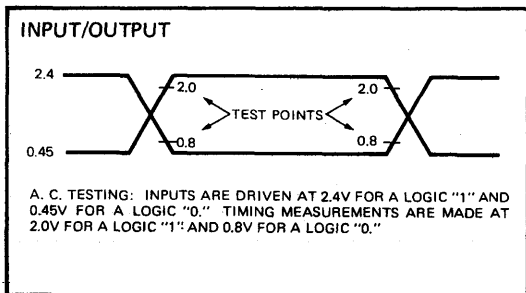 INPUT/OUTPUT
2.4
2.0
2.0
TEST POINTS
0.8
0.8
0.45
A. C. TESTING: INPUTS ARE DRIVEN AT 2.4V FOR A LOGIC "1" AND
0.45V FOR A LOGIC "0." TIMING MEASUREMENTS ARE MADE AT
2.0V FOR A LOGIC "1" AND 0.8V FOR A LOGIC "0."